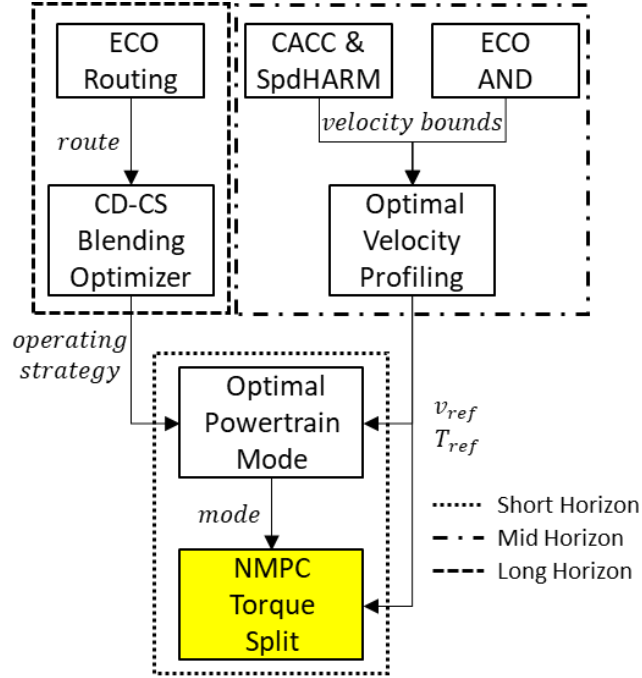 ECO
Routing
CACC &
SpdHARM
ECO
AND
route
velocity bounds
CD-CS
Blending
Optimizer
Optimal
Velocity
Profiling
operating
strategy
Optimal
Powertrain
Mode
v_ref
T_ref
mode
NMPC
Torque
Split
Short Horizon
Mid Horizon
Long Horizon